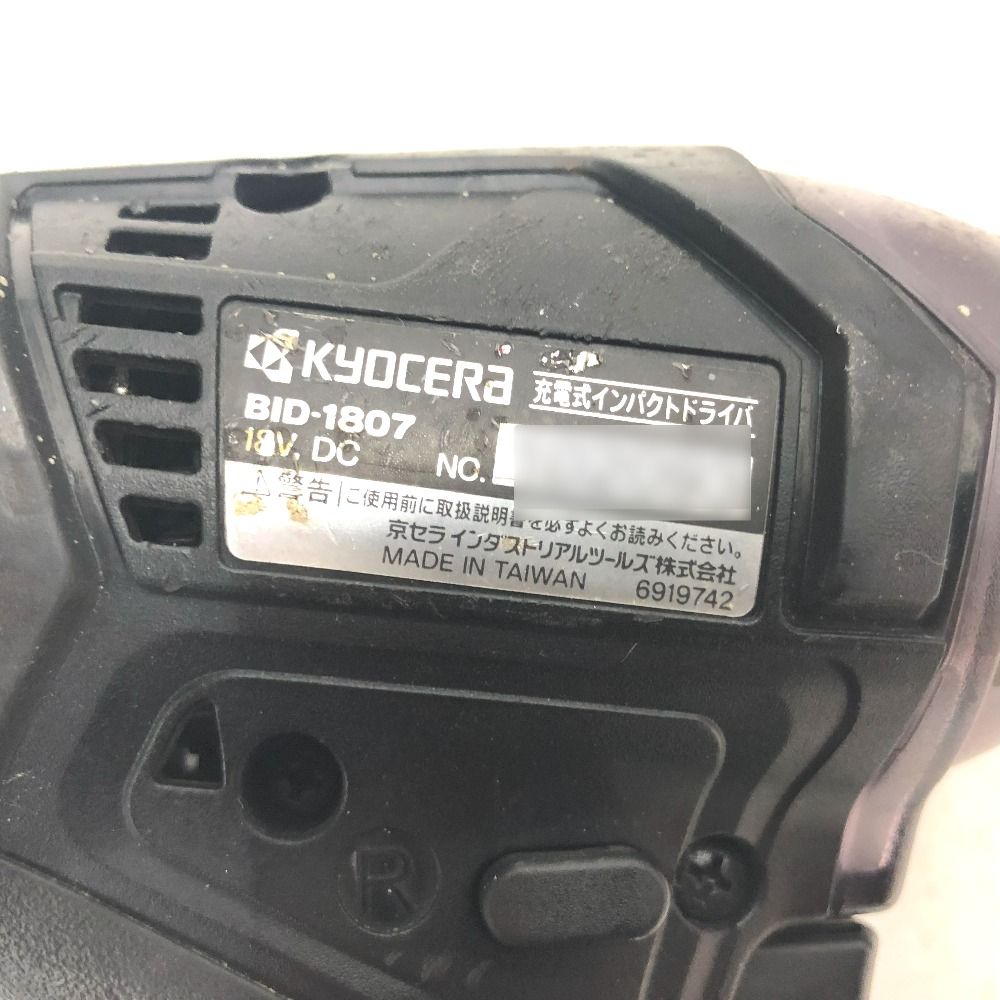 KYOCERA 充電式インパクトドライバ
BID-1807
18V, DC NO.
警告 ご使用前に取扱説明書を必ずよくお読みください。
京セラインダストリアルツールズ株式会社
MADE IN TAIWAN 6919742
R